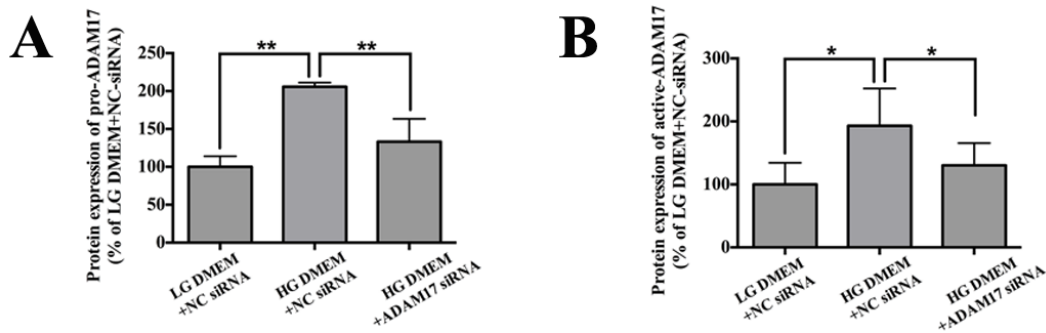 A
Protein expression of pro-ADAM17
(% of LG DMEM+NC-siRNA)
250
200
150
100
50
0
**
**
LG DMEM
+NC siRNA
HG DMEM
+NC siRNA
HG DMEM
+ADAM17 siRNA
B
Protein expression of active-ADAM17
(% of LG DMEM+NC-siRNA)
300
200
100
0
*
*
LG DMEM
+NC siRNA
HG DMEM
+NC siRNA
HG DMEM
+ADAM17 siRNA